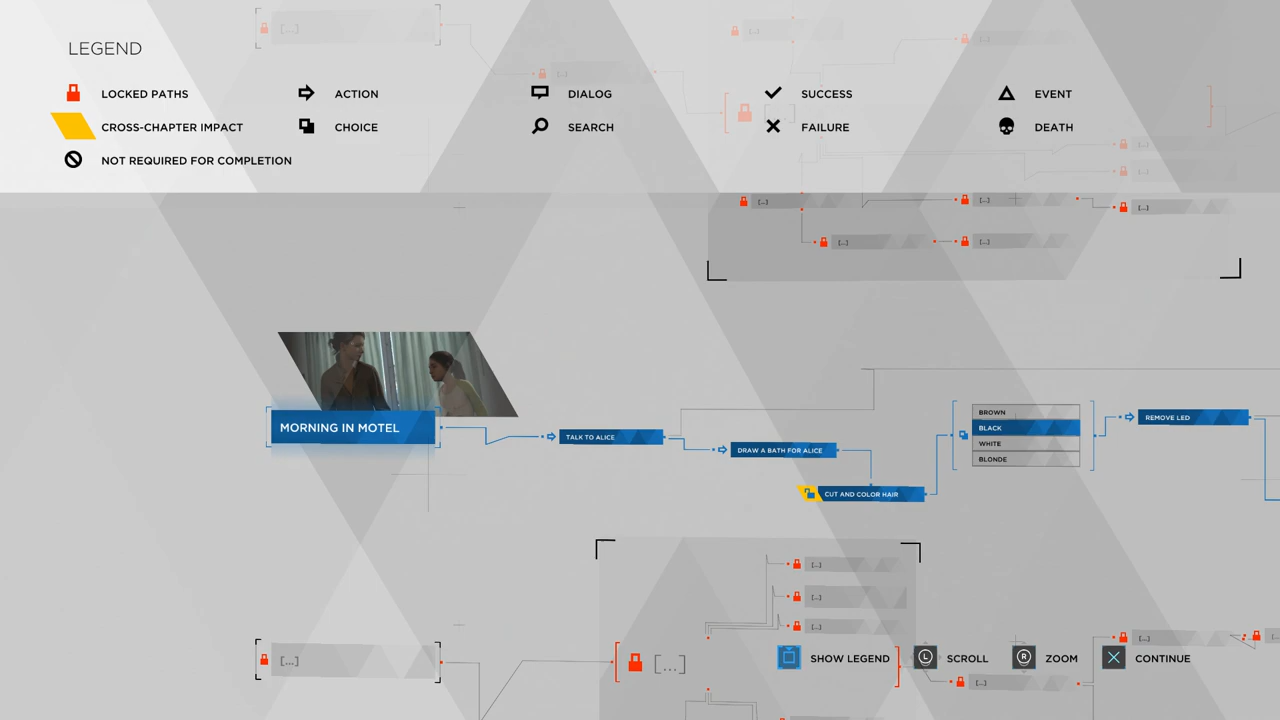 LEGEND
LOCKED PATHS
ACTION
DIALOG
SUCCESS
EVENT
CROSS-CHAPTER IMPACT
CHOICE
SEARCH
FAILURE
DEATH
NOT REQUIRED FOR COMPLETION
[...]
[...]
[...]
[...]
[...]
[...]
[...]
MORNING IN MOTEL
TALK TO ALICE
DRAW A BATH FOR ALICE
CUT AND COLOR HAIR
BROWN
BLACK
WHITE
BLONDE
REMOVE LED
[...]
[...]
[...]
[...]
[...]
[...]
[...]
[...]
SHOW LEGEND
L SCROLL
R ZOOM
CONTINUE